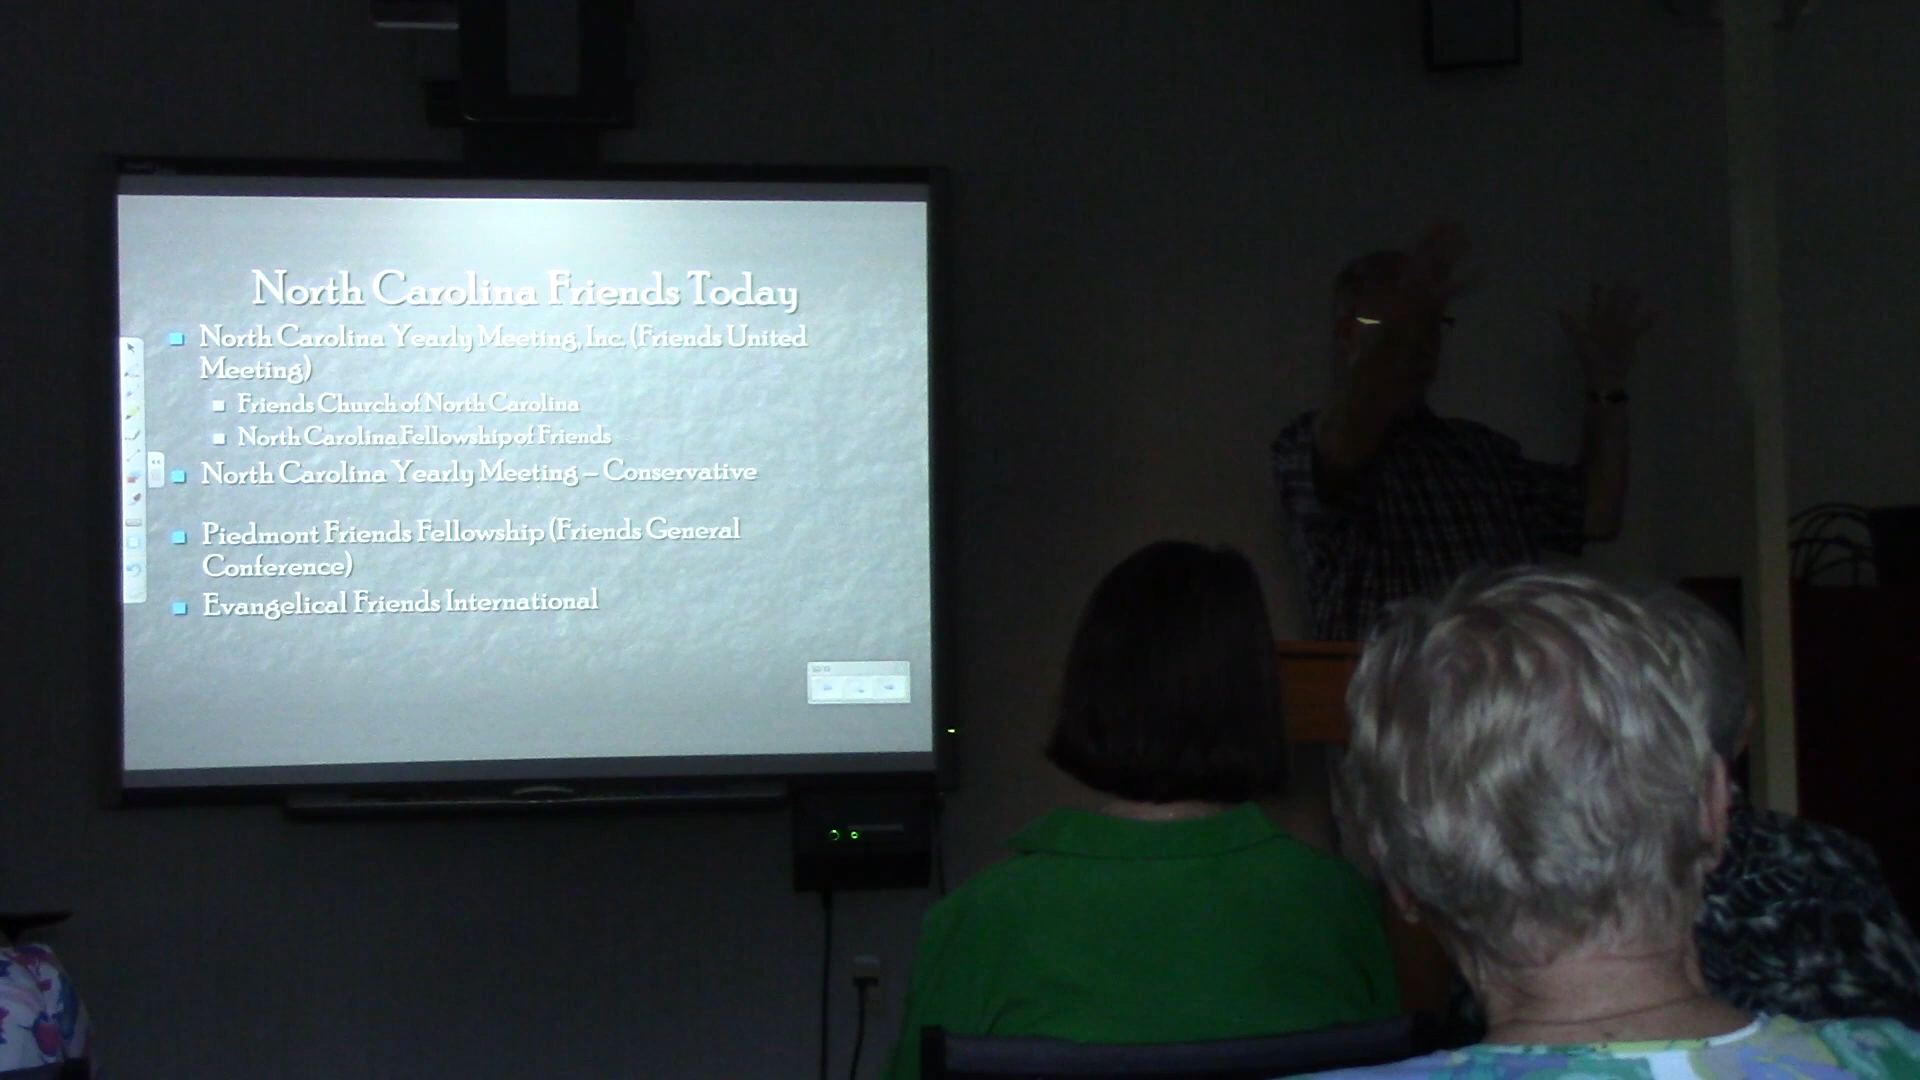 North Carolina Friends Today
North Carolina Yearly Meeting, Inc. (Friends United
Meeting)
Friends Church of North Carolina
North Carolina Fellowship of Friends
North Carolina Yearly Meeting – Conservative
Piedmont Friends Fellowship (Friends General
Conference)
Evangelical Friends International